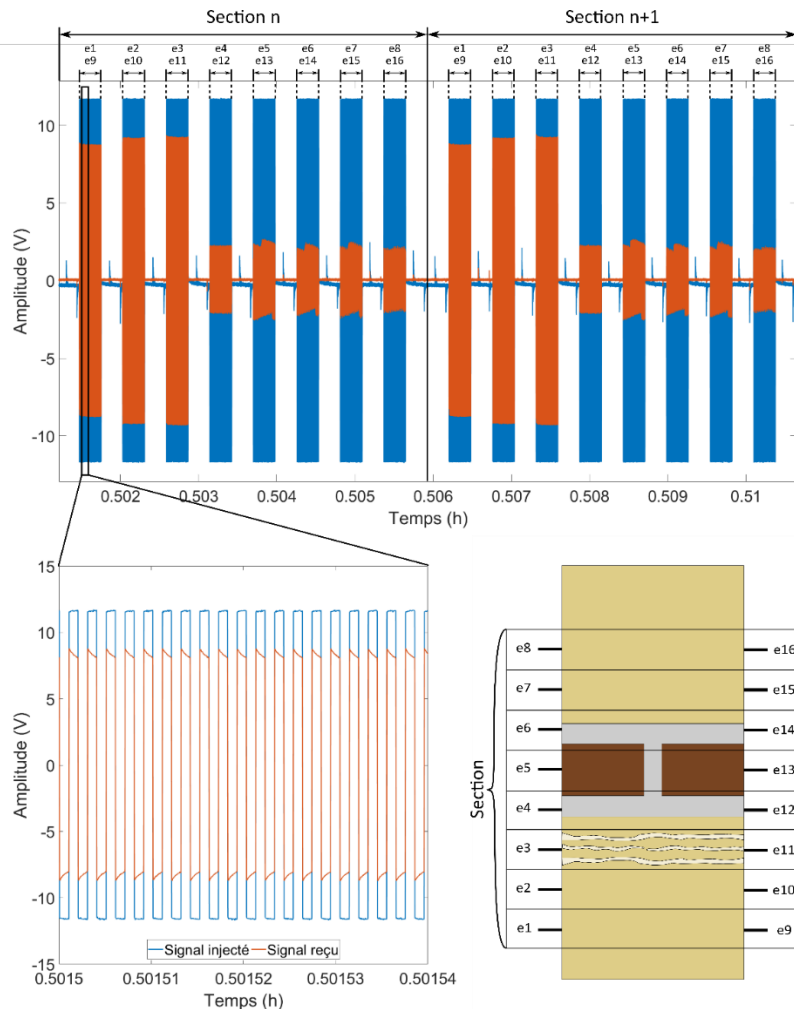 Section n Section n+1
e1 e2 e3 e4 e5 e6 e7 e8 e1 e2 e3 e4 e5 e6 e7 e8
e9 e10 e11 e12 e13 e14 e15 e16 e9 e10 e11 e12 e13 e14 e15 e16
10
5
0
-5
-10
Amplitude (V)
0.502 0.503 0.504 0.505 0.506 0.507 0.508 0.509 0.51
Temps (h)
15
10
5
0
-5
-10
-15
Amplitude (V)
Signal injecté Signal reçu
0.5015 0.50151 0.50152 0.50153 0.50154
Temps (h)
Section
e8 e16
e7 e15
e6 e14
e5 e13
e4 e12
e3 e11
e2 e10
e1 e9